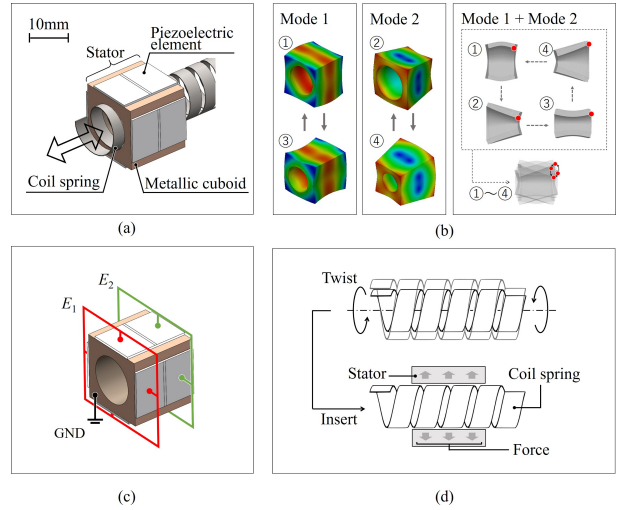 (a)
10mm
Stator
Piezoelectric
element
Coil spring
Metallic cuboid
Mode 1
Mode 2
Mode 1 + Mode 2
①
②
③
④
①
④
②
③
①～④
(b)
E₁
E₂
GND
(c)
Twist
Stator
Coil spring
Insert
Force
(d)